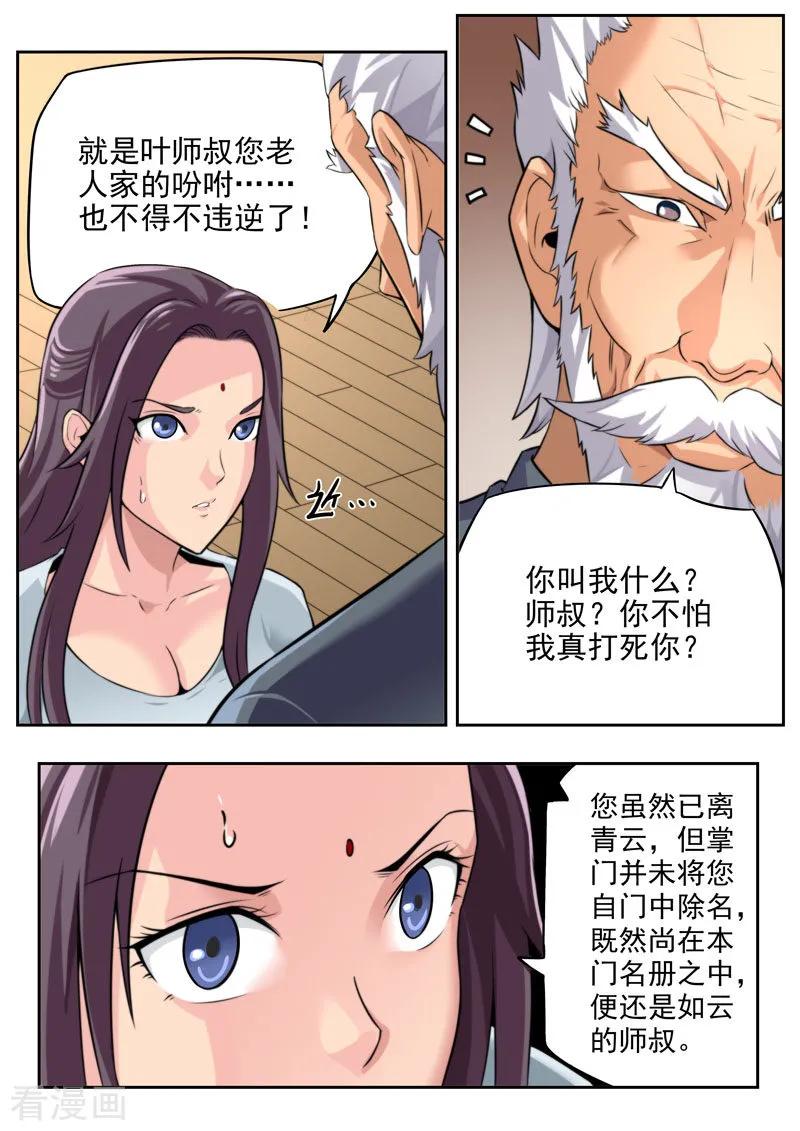 就是叶师叔您老
人家的吩咐……
也不得不违逆了！
你叫我什么？
师叔？你不怕
我真打死你？
您虽然已离
青云，但掌
门并未将您
自门中除名，
既然尚在本
门名册之中，
便还是如云
的师叔。
看漫画